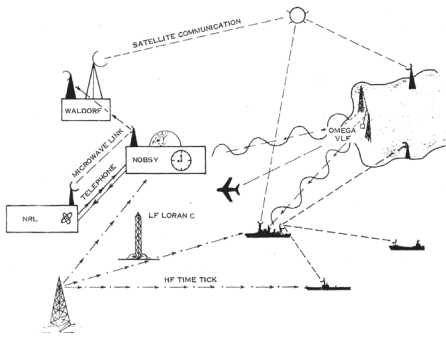 SATELLITE COMMUNICATION
WALDORF
MICROWAVE LINK
NOBSY
OMEGA
VLF
TELEPHONE
NRL
LF LORAN C
HF TIME TICK